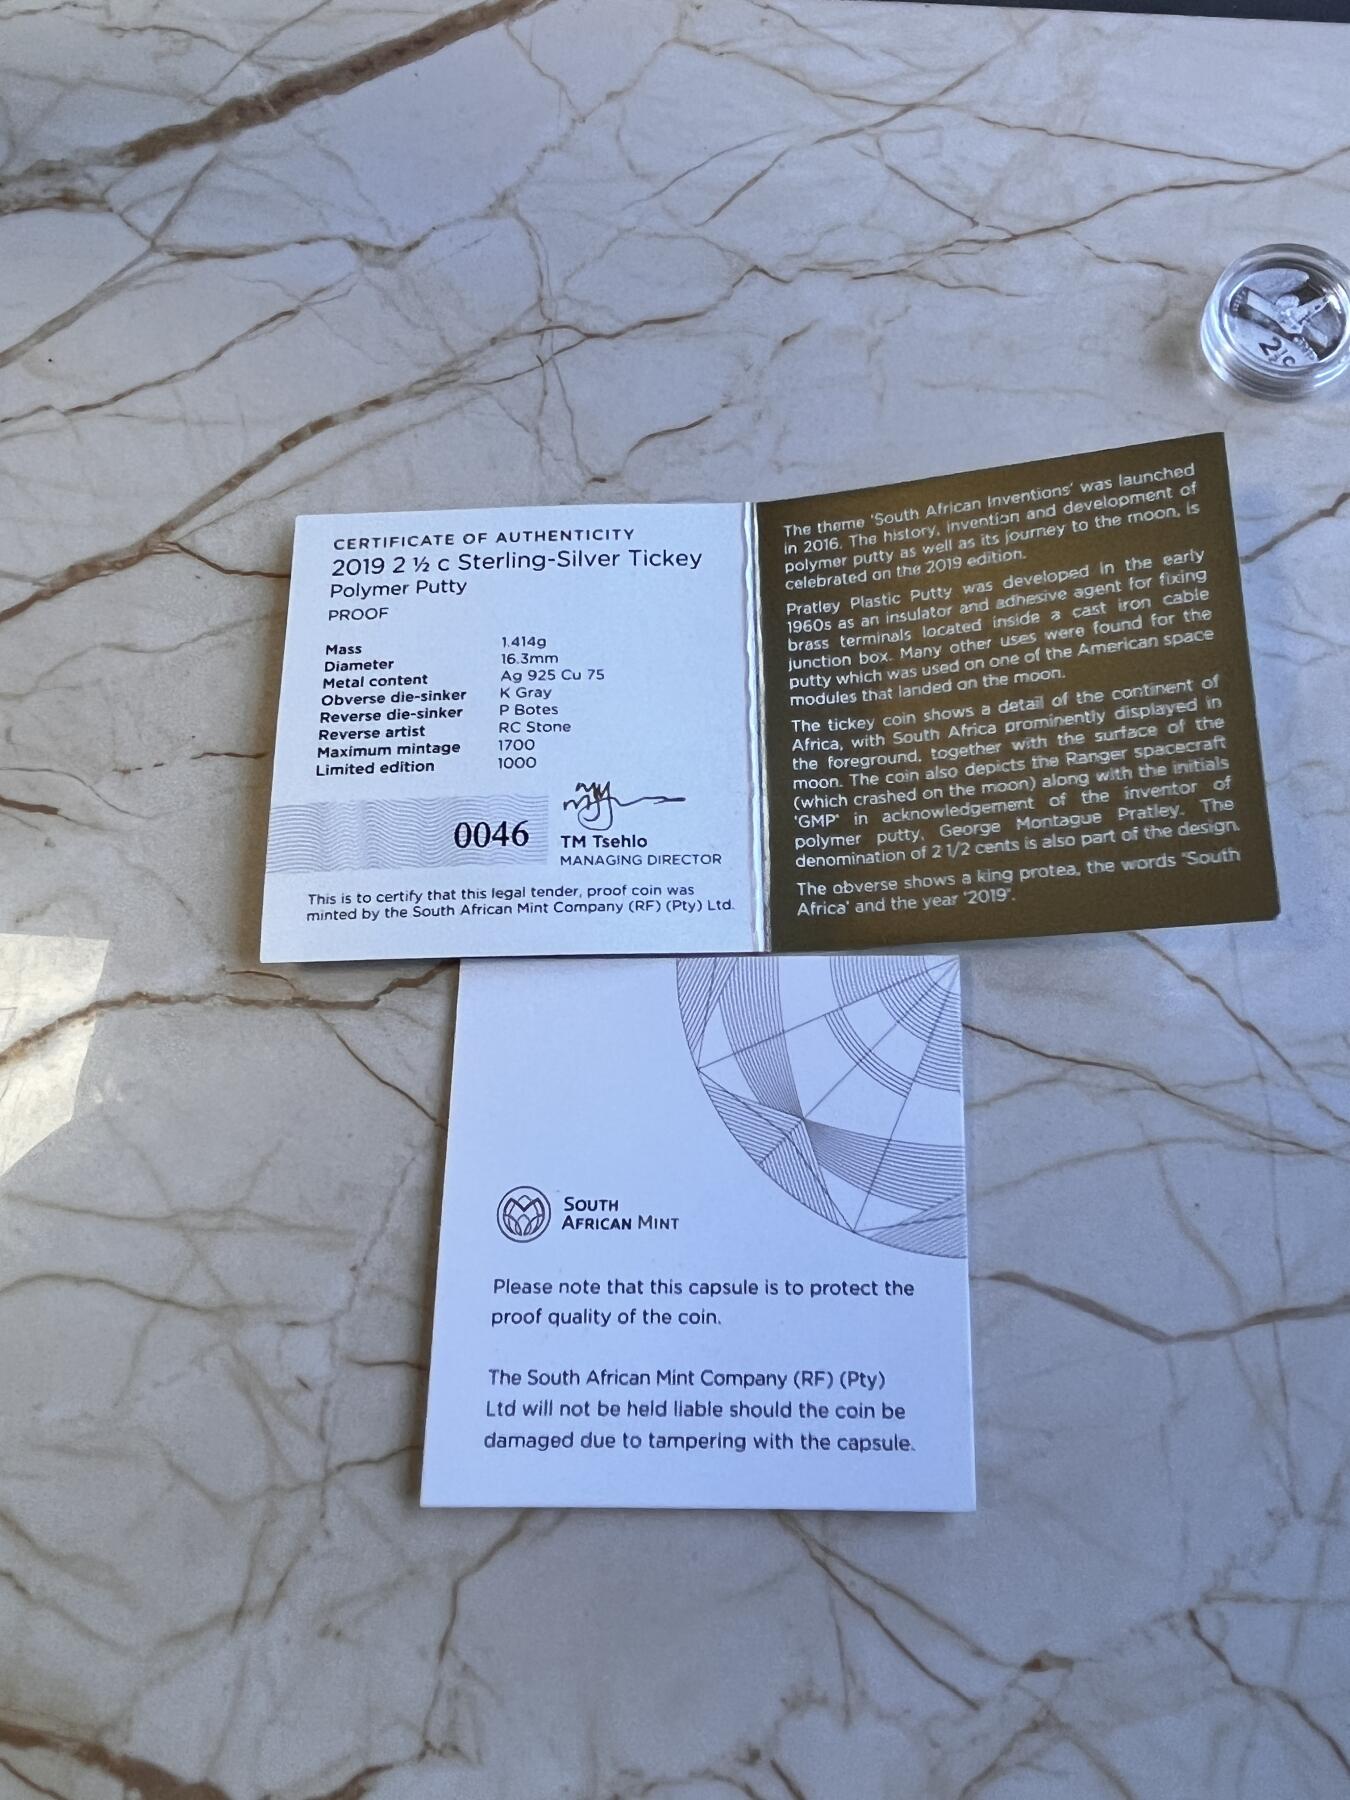 CERTIFICATE OF AUTHENTICITY
2019 2 ½ c Sterling-Silver Tickey
Polymer Putty
PROOF
Mass 1.414g
Diameter 16.3mm
Metal content Ag 925 Cu 75
Obverse die-sinker K Gray
Reverse die-sinker P Botes
Reverse artist RC Stone
Maximum mintage 1700
Limited edition 1000
0046
TM Tsehlo
MANAGING DIRECTOR
This is to certify that this legal tender, proof coin was
minted by the South African Mint Company (RF) (Pty) Ltd.
The theme 'South African Inventions' was launched
in 2016. The history, invention and development of
polymer putty as well as its journey to the moon, is
celebrated on the 2019 edition.
Pratley Plastic Putty was developed in the early
1960s as an insulator and adhesive agent for fixing
brass terminals located inside a cast iron cable
junction box. Many other uses were found for the
putty which was used on one of the American space
modules that landed on the moon.
The tickey coin shows a detail of the continent of
Africa, with South Africa prominently displayed in
the foreground, together with the surface of the
moon. The coin also depicts the Ranger spacecraft
(which crashed on the moon) along with the initials
'GMP' in acknowledgement of the inventor of
polymer putty, George Montague Pratley. The
denomination of 2 1/2 cents is also part of the design.
The obverse shows a king protea, the words "South
Africa' and the year '2019'.
2½c
SOUTH
AFRICAN MINT
Please note that this capsule is to protect the
proof quality of the coin.
The South African Mint Company (RF) (Pty)
Ltd will not be held liable should the coin be
damaged due to tampering with the capsule.